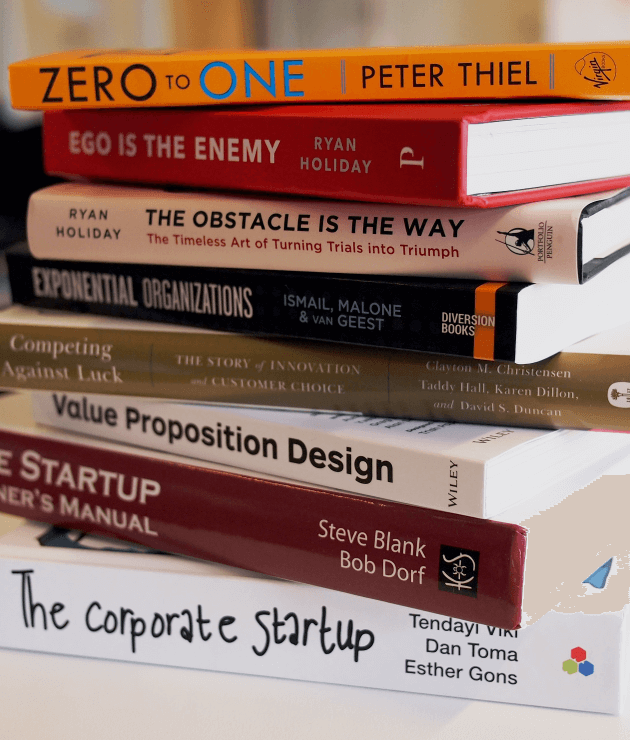 ZERO TO ONE PETER THIEL Virgin
EGO IS THE ENEMY RYAN HOLIDAY P
RYAN HOLIDAY THE OBSTACLE IS THE WAY
The Timeless Art of Turning Trials into Triumph
PORTFOLIO PENGUIN
EXPONENTIAL ORGANIZATIONS ISMAIL, MALONE & VAN GEEST DIVERSION BOOKS
Competing Against Luck
THE STORY of INNOVATION
and CUSTOMER CHOICE
Clayton M. Christensen
Taddy Hall, Karen Dillon,
and David S. Duncan
Value Proposition Design WILEY
WILEY
E STARTUP
NER'S MANUAL
Steve Blank
Bob Dorf
K&S
The corporate startup
Tendayi Viki
Dan Toma
Esther Gons